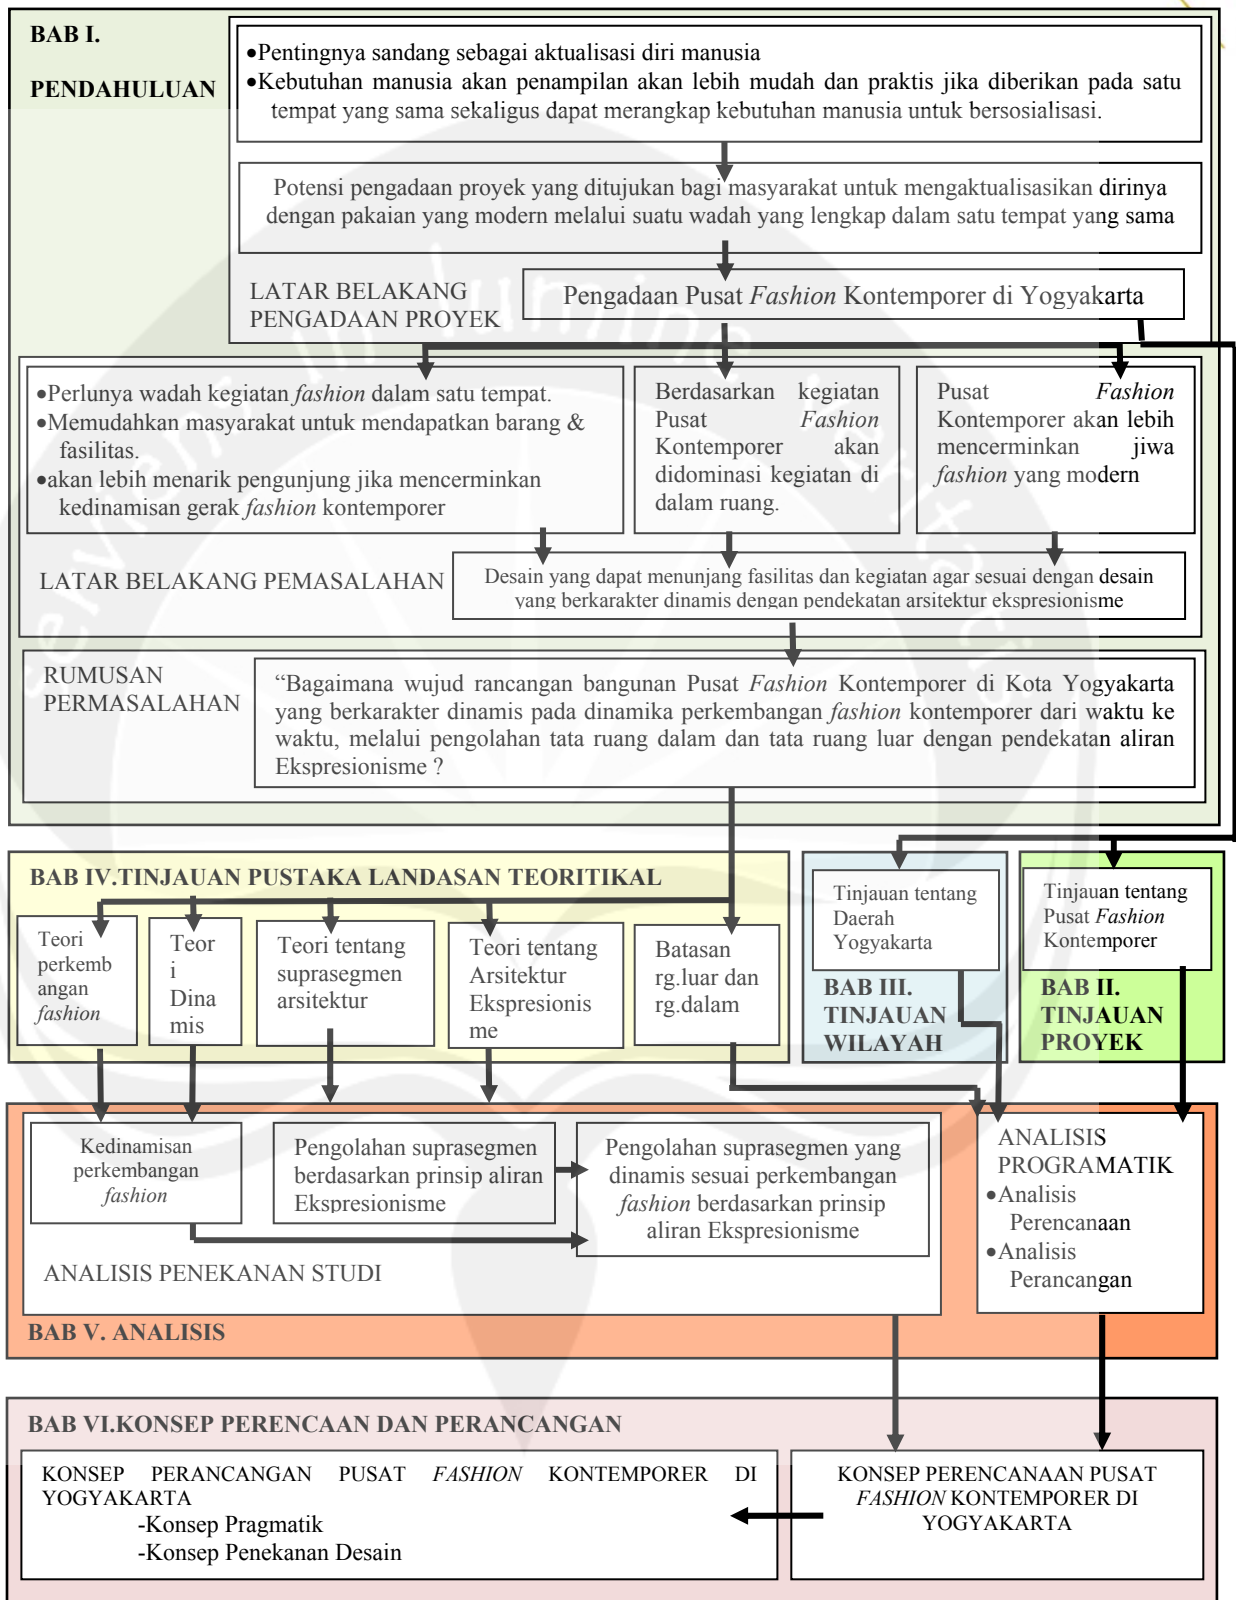 BAB I.
PENDAHULUAN
•Pentingnya sandang sebagai aktualisasi diri manusia
•Kebutuhan manusia akan penampilan akan lebih mudah dan praktis jika diberikan pada satu
tempat yang sama sekaligus dapat merangkap kebutuhan manusia untuk bersosialisasi.
Potensi pengadaan proyek yang ditujukan bagi masyarakat untuk mengaktualisasikan dirinya
dengan pakaian yang modern melalui suatu wadah yang lengkap dalam satu tempat yang sama
LATAR BELAKANG
PENGADAAN PROYEK
Pengadaan Pusat Fashion Kontemporer di Yogyakarta
•Perlunya wadah kegiatan fashion dalam satu tempat.
•Memudahkan masyarakat untuk mendapatkan barang &
fasilitas.
•akan lebih menarik pengunjung jika mencerminkan
kedinamisan gerak fashion kontemporer
Berdasarkan kegiatan
Pusat Fashion
Kontemporer akan
didominasi kegiatan di
dalam ruang.
Pusat Fashion
Kontemporer akan lebih
mencerminkan jiwa
fashion yang modern
LATAR BELAKANG PEMASALAHAN
Desain yang dapat menunjang fasilitas dan kegiatan agar sesuai dengan desain
yang berkarakter dinamis dengan pendekatan arsitektur ekspresionisme
RUMUSAN
PERMASALAHAN
“Bagaimana wujud rancangan bangunan Pusat Fashion Kontemporer di Kota Yogyakarta
yang berkarakter dinamis pada dinamika perkembangan fashion kontemporer dari waktu ke
waktu, melalui pengolahan tata ruang dalam dan tata ruang luar dengan pendekatan aliran
Ekspresionisme ?
BAB IV.TINJAUAN PUSTAKA LANDASAN TEORITIKAL
Teori
perkemb
angan
fashion
Teor
i
Dina
mis
Teori tentang
suprasegmen
arsitektur
Teori tentang
Arsitektur
Ekspresionis
me
Batasan
rg.luar dan
rg.dalam
Tinjauan tentang
Daerah
Yogyakarta
BAB III.
TINJAUAN
WILAYAH
Tinjauan tentang
Pusat Fashion
Kontemporer
BAB II.
TINJAUAN
PROYEK
Kedinamisan
perkembangan
fashion
Pengolahan suprasegmen
berdasarkan prinsip aliran
Ekspresionisme
Pengolahan suprasegmen yang
dinamis sesuai perkembangan
fashion berdasarkan prinsip
aliran Ekspresionisme
ANALISIS PENEKANAN STUDI
ANALISIS
PROGRAMATIK
•Analisis
Perencanaan
•Analisis
Perancangan
BAB V. ANALISIS
BAB VI.KONSEP PERENCAAN DAN PERANCANGAN
KONSEP PERANCANGAN PUSAT FASHION KONTEMPORER DI
YOGYAKARTA
-Konsep Pragmatik
-Konsep Penekanan Desain
KONSEP PERENCANAAN PUSAT
FASHION KONTEMPORER DI
YOGYAKARTA
serviens in lumine veritatis